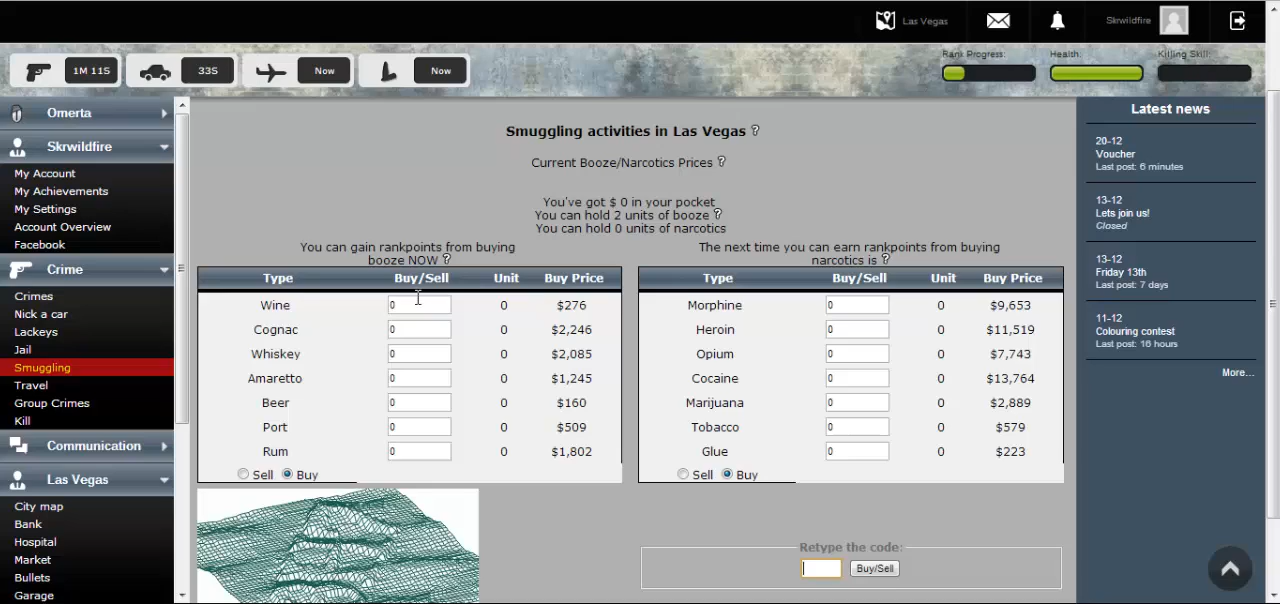 Las Vegas
Skrwildfire
1M 11S
33S
Now
Now
Rank Progress:
Health:
Killing Skill:
Omerta
Skrwildfire
My Account
My Achievements
My Settings
Account Overview
Facebook
Crime
Crimes
Nick a car
Lackeys
Jail
Smuggling
Travel
Group Crimes
Kill
Communication
Las Vegas
City map
Bank
Hospital
Market
Bullets
Garage
Smuggling activities in Las Vegas ?
Current Booze/Narcotics Prices ?
You've got $ 0 in your pocket
You can hold 2 units of booze ?
You can hold 0 units of narcotics
You can gain rankpoints from buying
booze NOW ?
Type Buy/Sell Unit Buy Price
Wine 0 0 $276
Cognac 0 0 $2,246
Whiskey 0 0 $2,085
Amaretto 0 0 $1,245
Beer 0 0 $160
Port 0 0 $509
Rum 0 0 $1,802
Sell Buy
The next time you can earn rankpoints from buying
narcotics is ?
Type Buy/Sell Unit Buy Price
Morphine 0 0 $9,653
Heroin 0 0 $11,519
Opium 0 0 $7,743
Cocaine 0 0 $13,764
Marijuana 0 0 $2,889
Tobacco 0 0 $579
Glue 0 0 $223
Sell Buy
Retype the code:
Buy/Sell
Latest news
20-12
Voucher
Last post: 6 minutes
13-12
Lets join us!
Closed
13-12
Friday 13th
Last post: 7 days
11-12
Colouring contest
Last post: 16 hours
More...